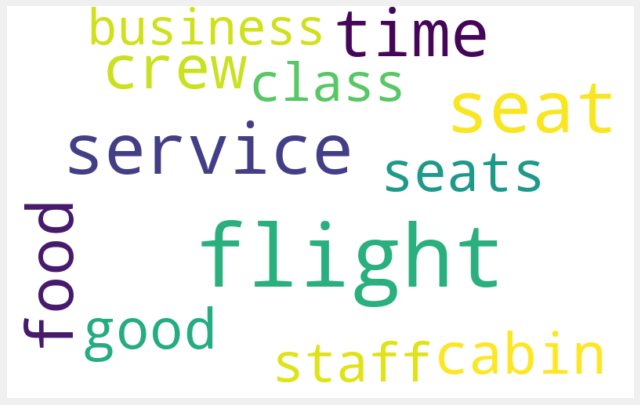 business
time
crew
class
seat
service
seats
food
flight
good
staff
cabin